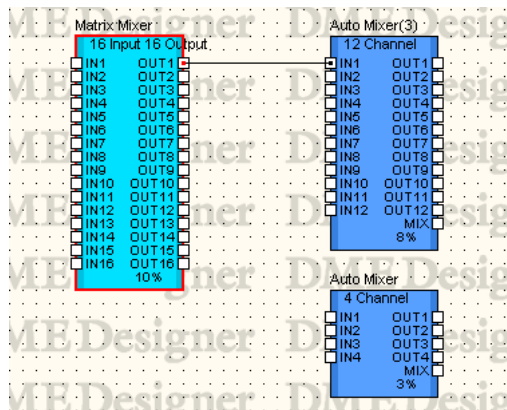 Matrix Mixer
16 Input 16 Output
IN1 OUT1
IN2 OUT2
IN3 OUT3
IN4 OUT4
IN5 OUT5
IN6 OUT6
IN7 OUT7
IN8 OUT8
IN9 OUT9
IN10 OUT10
IN11 OUT11
IN12 OUT12
IN13 OUT13
IN14 OUT14
IN15 OUT15
IN16 OUT16
10%
Auto Mixer(3)
12 Channel
IN1 OUT1
IN2 OUT2
IN3 OUT3
IN4 OUT4
IN5 OUT5
IN6 OUT6
IN7 OUT7
IN8 OUT8
IN9 OUT9
IN10 OUT10
IN11 OUT11
IN12 OUT12
MIX
8%
Auto Mixer
4 Channel
IN1 OUT1
IN2 OUT2
IN3 OUT3
IN4 OUT4
MIX
3%
DME Designer